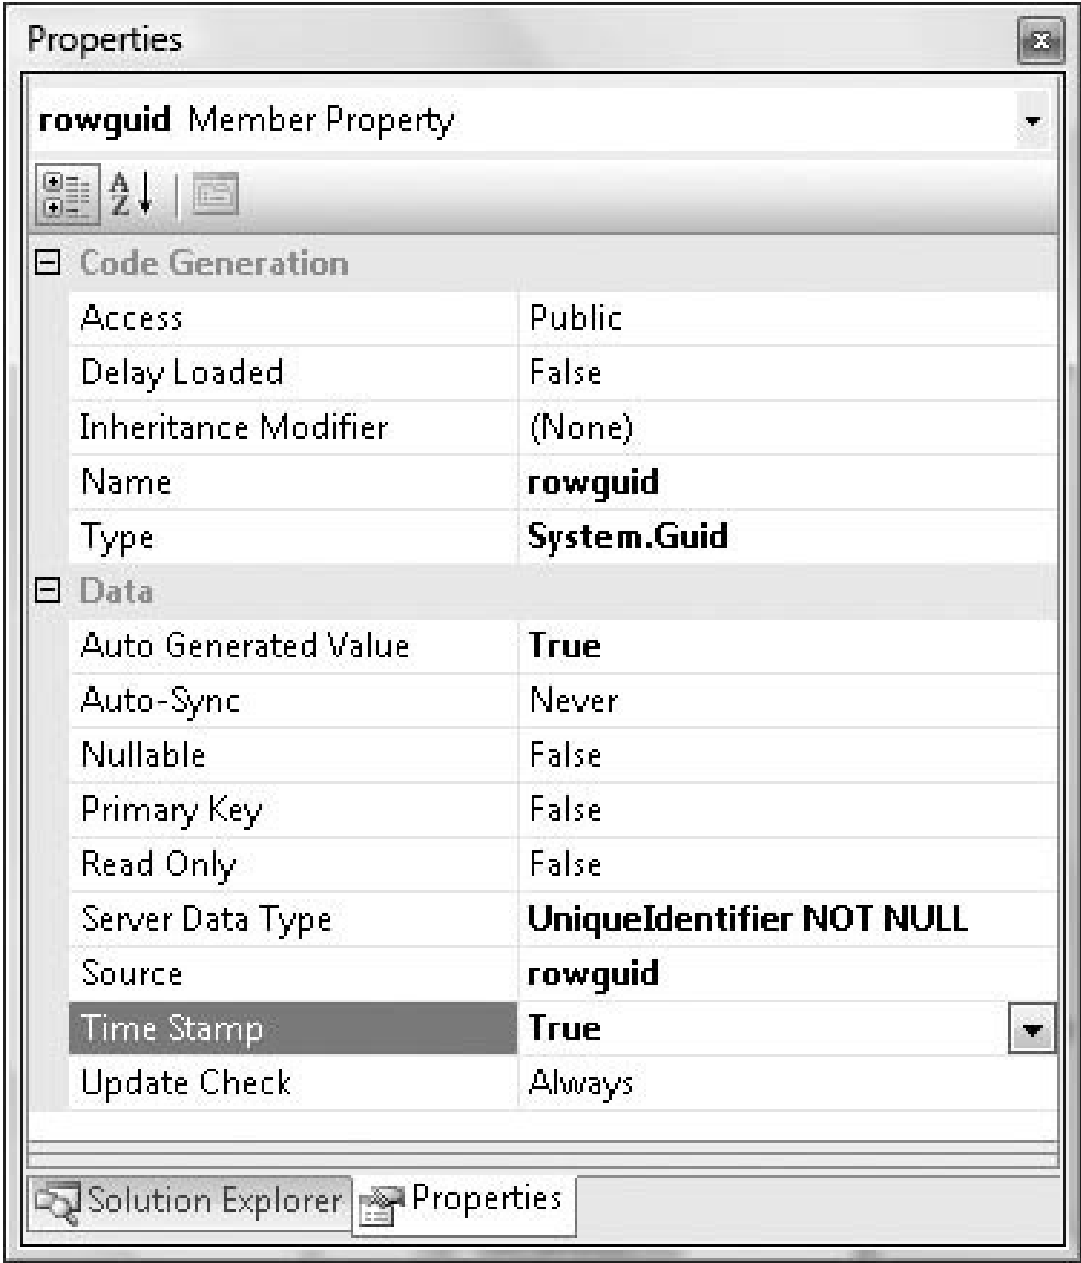 Properties
rowguid Member Property
Code Generation
Access Public
Delay Loaded False
Inheritance Modifier (None)
Name rowguid
Type System.Guid
Data
Auto Generated Value True
Auto-Sync Never
Nullable False
Primary Key False
Read Only False
Server Data Type UniqueIdentifier NOT NULL
Source rowguid
Time Stamp True
Update Check Always
Solution Explorer Properties